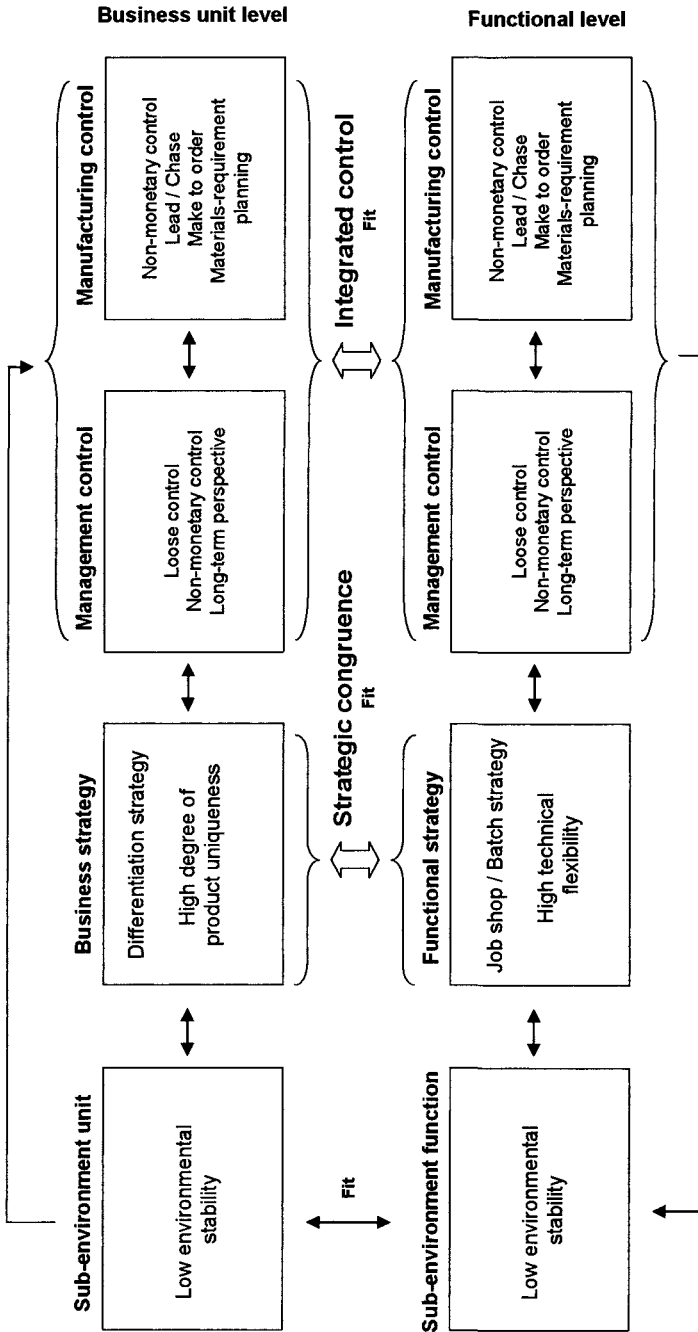 Business unit level
Sub-environment unit
Low environmental
stability
Business strategy
Differentiation strategy
High degree of
product uniqueness
Management control
Loose control
Non-monetary control
Long-term perspective
Manufacturing control
Non-monetary control
Lead / Chase
Make to order
Materials-requirement
planning
Fit
Strategic congruence
Fit
Integrated control
Fit
Functional level
Sub-environment function
Low environmental
stability
Functional strategy
Job shop / Batch strategy
High technical
flexibility
Management control
Loose control
Non-monetary control
Long-term perspective
Manufacturing control
Non-monetary control
Lead / Chase
Make to order
Materials-requirement
planning